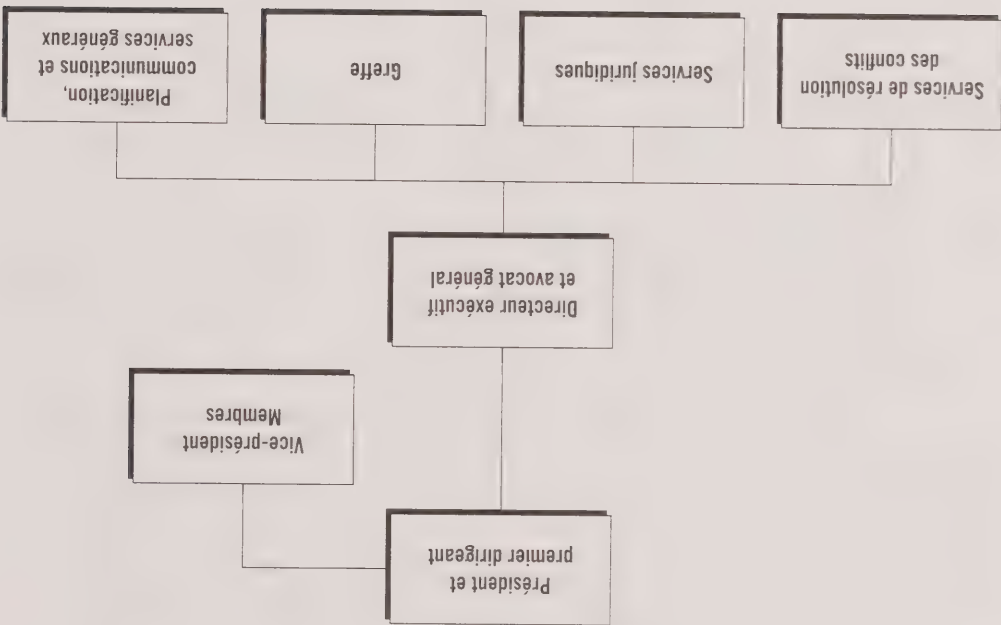 Président et
premier dirigeant
Vice-président
Membres
Directeur exécutif
et avocat général
Services de résolution
des conflits
Services juridiques
Greffe
Planification,
communications et
services généraux